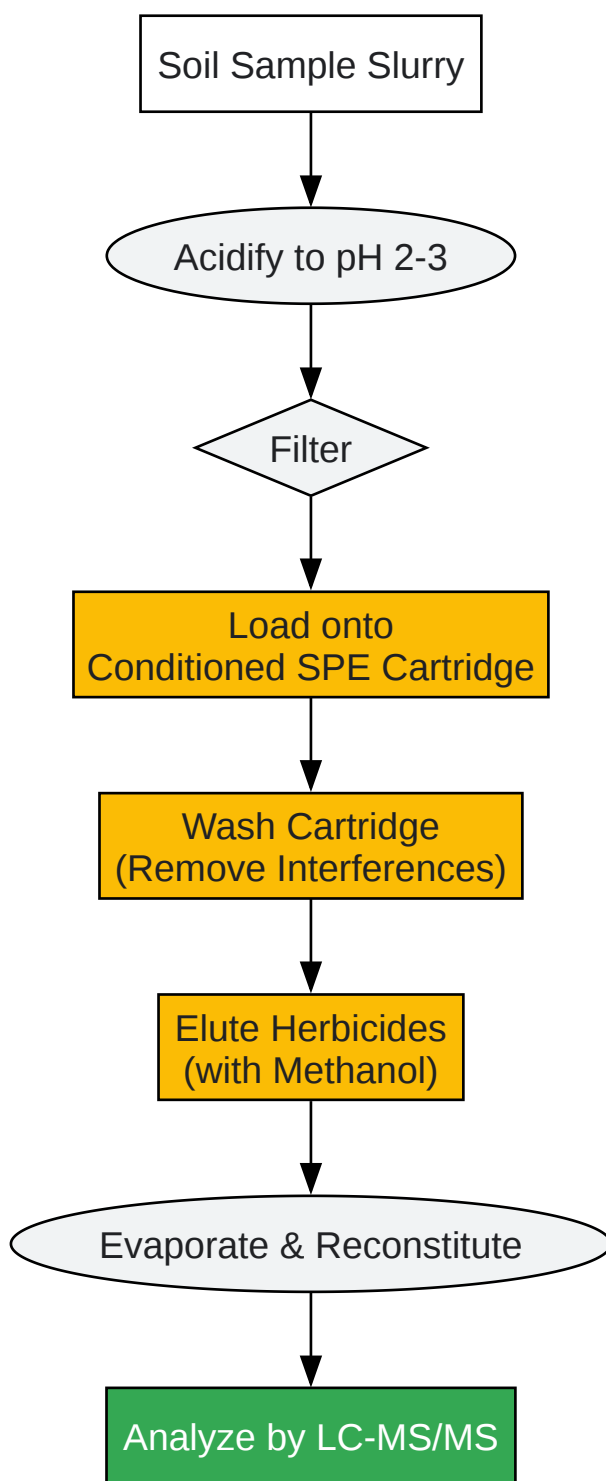 Soil Sample Slurry
Acidify to pH 2-3
Filter
Load onto
Conditioned SPE Cartridge
Wash Cartridge
(Remove Interferences)
Elute Herbicides
(with Methanol)
Evaporate & Reconstitute
Analyze by LC-MS/MS